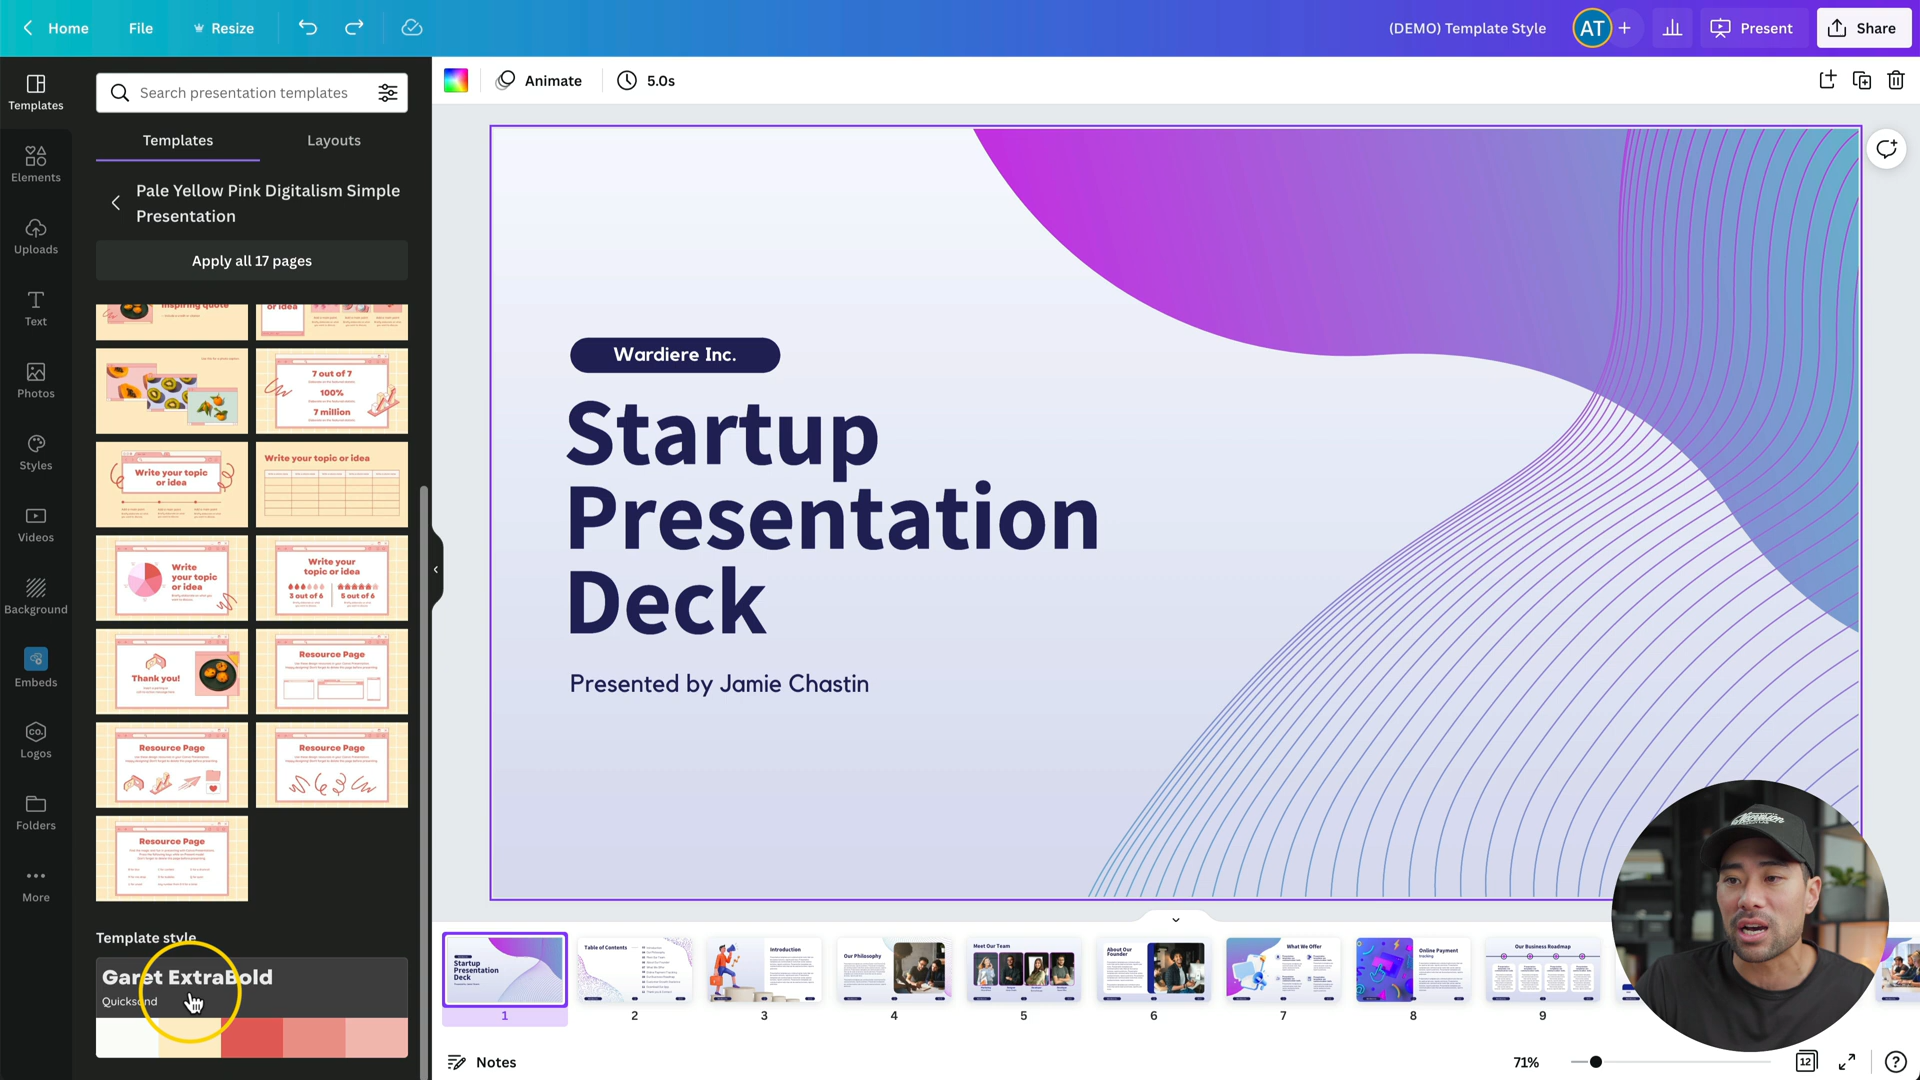 Home
File
Resize
(DEMO) Template Style
AT
Present
Share
Templates
Elements
Uploads
Text
Photos
Styles
Videos
Background
Embeds
Logos
CO.
Folders
More
Search presentation templates
Templates
Layouts
Pale Yellow Pink Digitalism Simple
Presentation
Apply all 17 pages
inspiring quote
or idea
7 out of 7
100%
7 million
Write your topic
or idea
Write your topic or idea
Write
your topic
or idea
Write your
topic or idea
3 out of 6
5 out of 6
Thank you!
Resource Page
Resource Page
Resource Page
Resource Page
Template style
Garet ExtraBold
Quicksand
Animate
5.0s
Wardiere Inc.
Startup
Presentation
Deck
Presented by Jamie Chastin
Startup
Presentation
Deck
Table of Contents
Introduction
Our Philosophy
Meet Our Team
About Our
Founder
What We Offer
Online Payment
Our Business Roadmap
1
2
3
4
5
6
7
8
9
Notes
71%
12